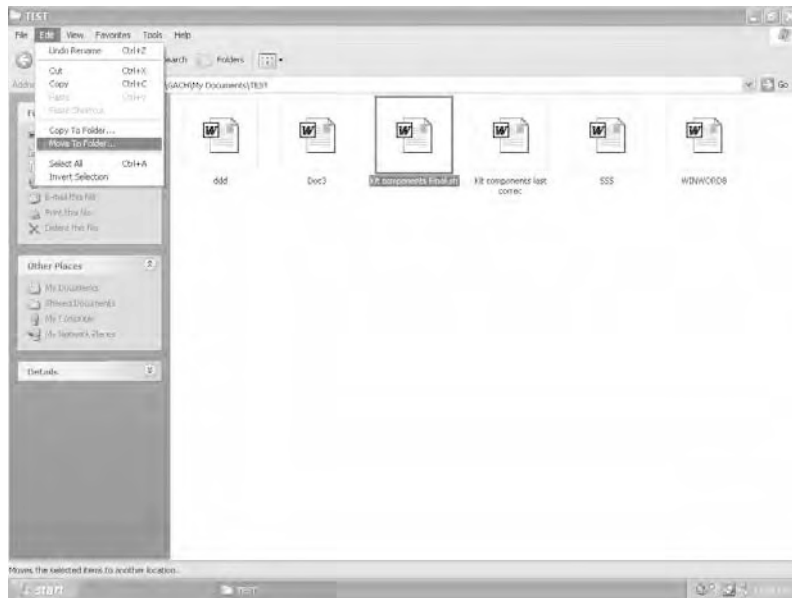 TEST
File Edit View Favorites Tools Help
Undo Rename Ctrl+Z
Cut Ctrl+X
Copy Ctrl+C
Paste Ctrl+V
Paste Shortcut
Copy To Folder...
Move To Folder...
Select All Ctrl+A
Invert Selection
Folders
My Documents\TEST
Go
ddd
Doc3
Kit components
Kit components last
correc
SSS
WINWORD8
E-mail this file
Print this file
Delete this file
Other Places
My Documents
Shared Documents
My Computer
My Network Places
Details
Moves the selected items to another location.
start
TEST